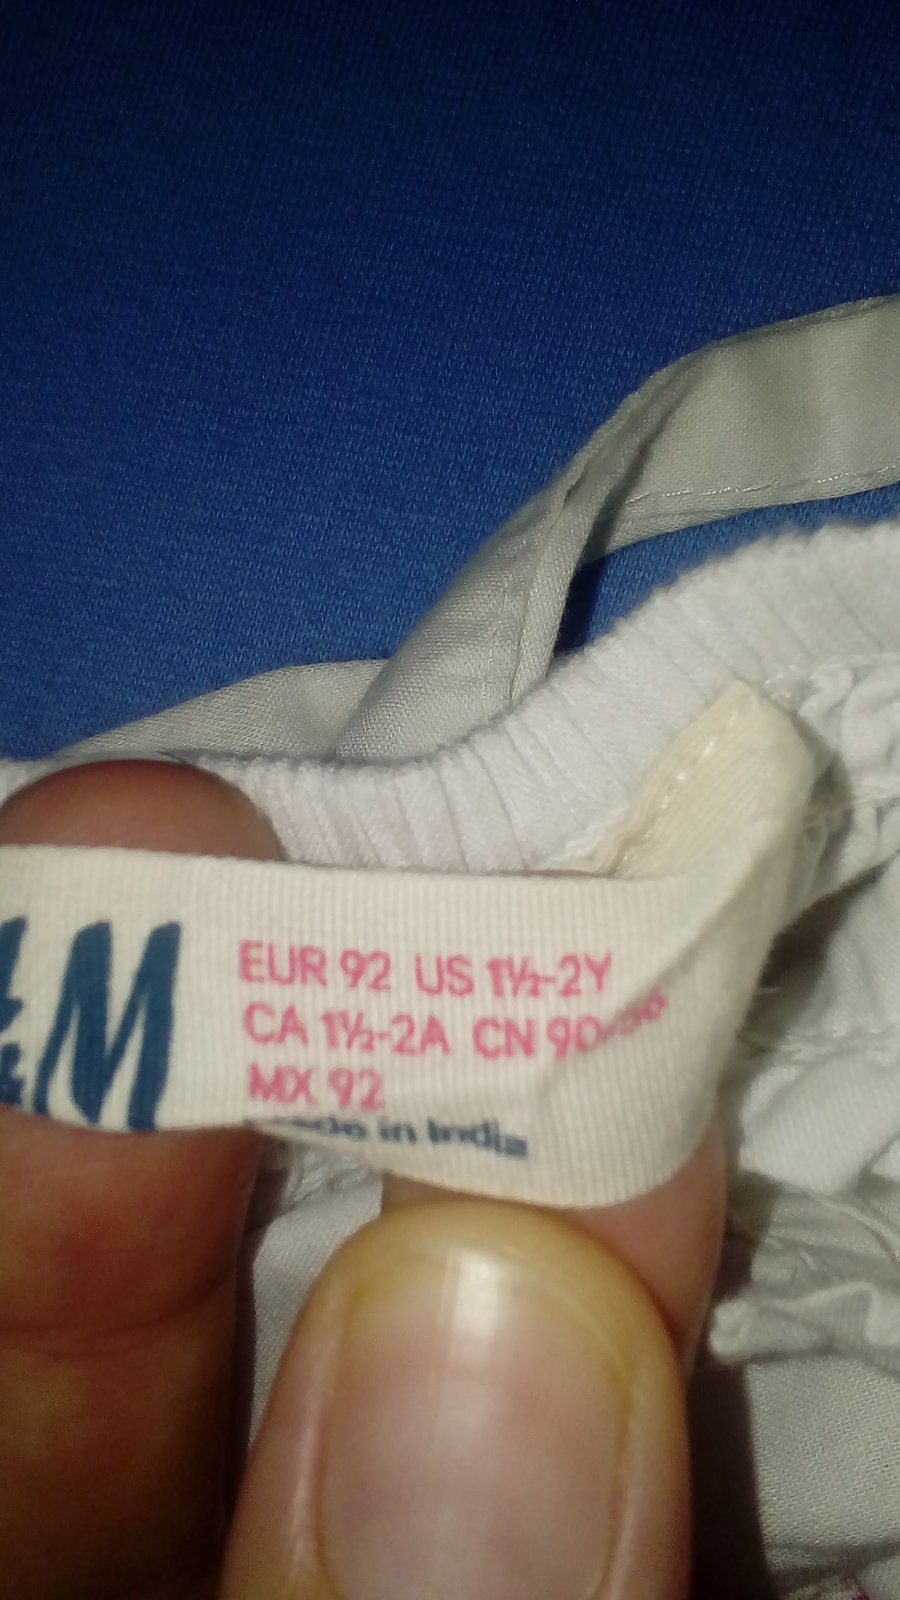 M
EUR 92 US 1½-2Y
CA 1½-2A CN 90
MX 92
in India